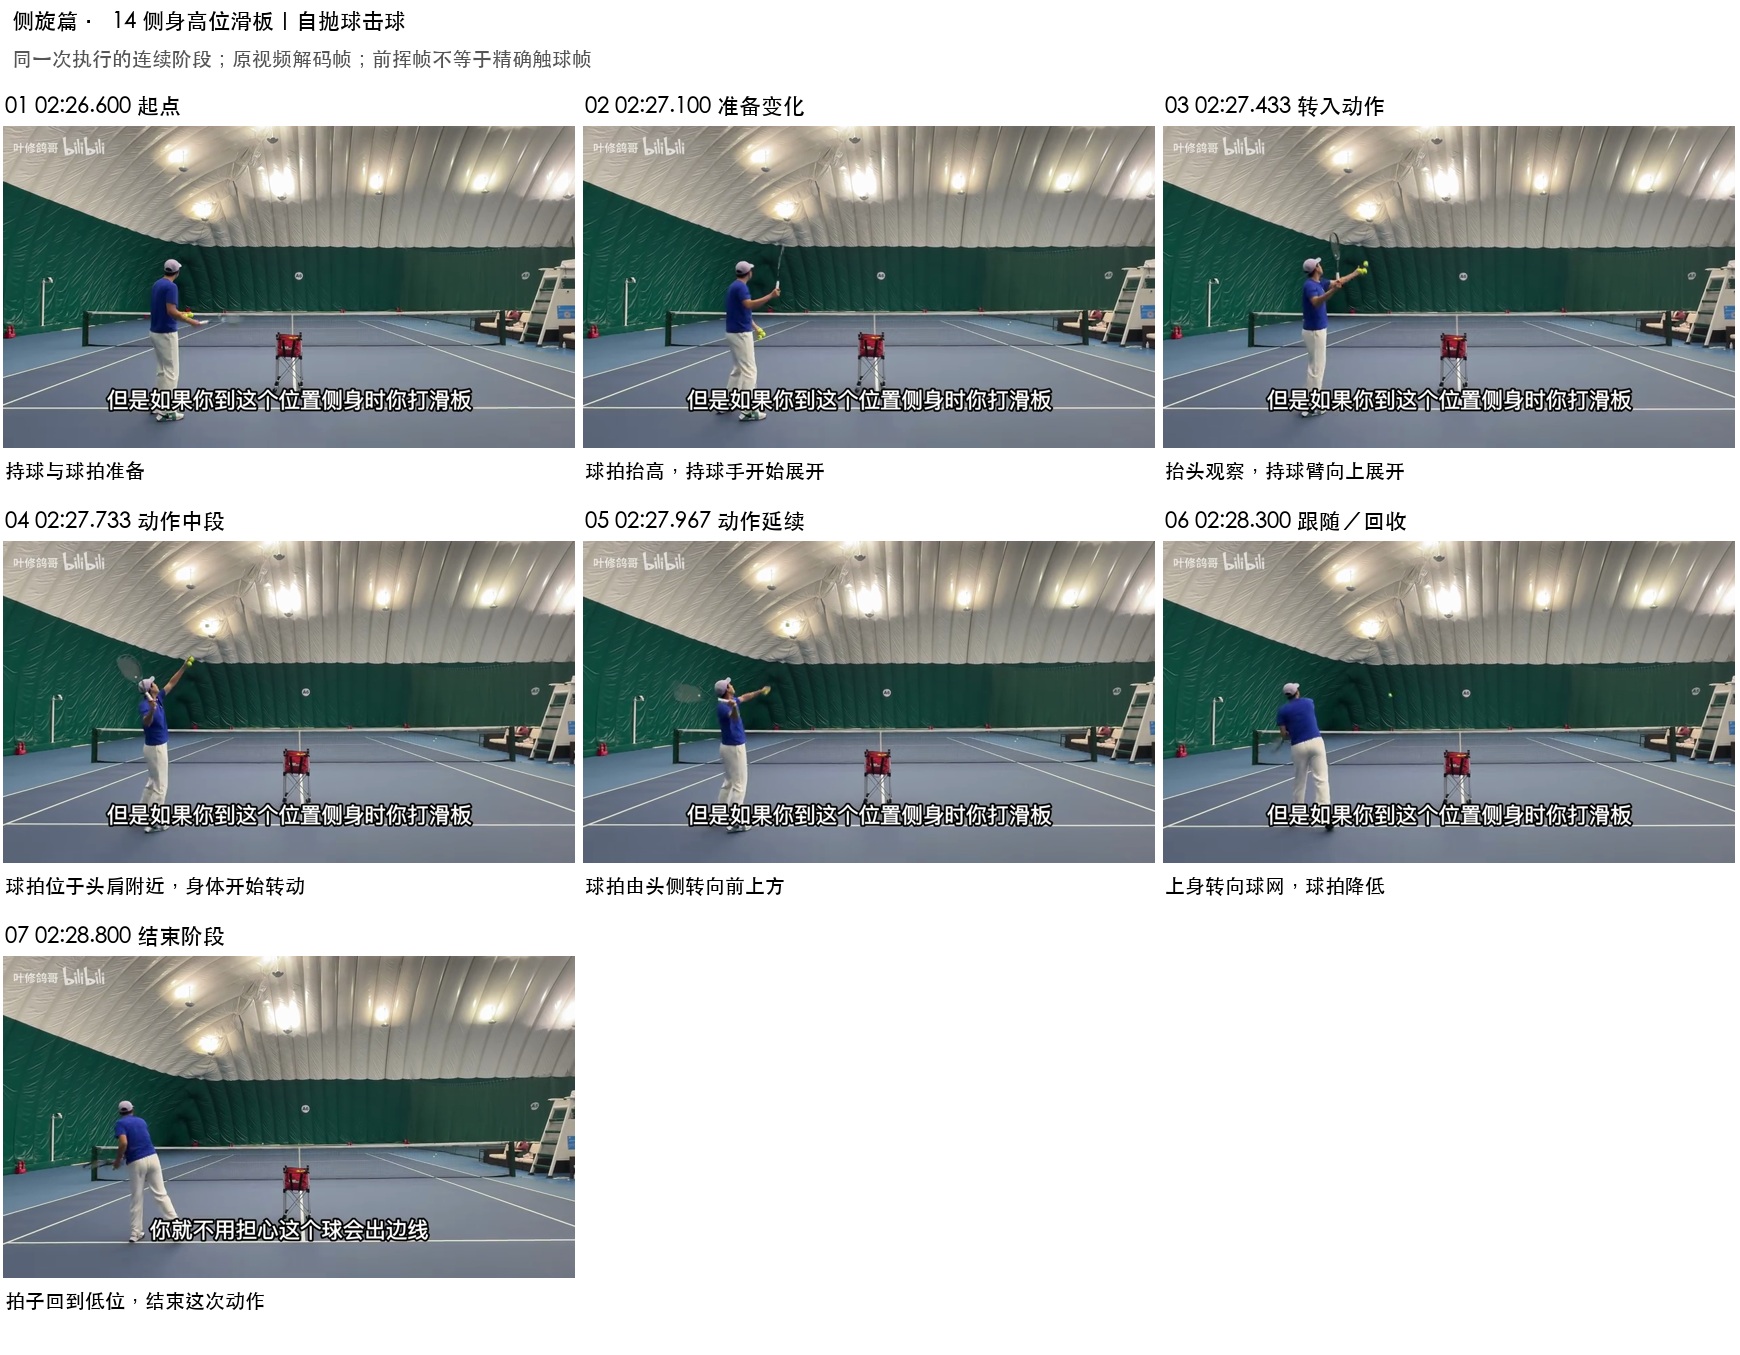 侧旋篇· 14 侧身高位滑板｜自抛球击球
同一次执行的连续阶段；原视频解码帧；前挥帧不等于精确触球帧
01 02:26.600 起点
02 02:27.100 准备变化
03 02:27.433 转入动作
叶修鸽哥 bilibili
叶修鸽哥 bilibili
叶修鸽哥 bilibili
但是如果你到这个位置侧身时你打滑板
但是如果你到这个位置侧身时你打滑板
但是如果你到这个位置侧身时你打滑板
持球与球拍准备
球拍抬高，持球手开始展开
抬头观察，持球臂向上展开
04 02:27.733 动作中段
05 02:27.967 动作延续
06 02:28.300 跟随／回收
叶修鸽哥 bilibili
叶修鸽哥 bilibili
叶修鸽哥 bilibili
但是如果你到这个位置侧身时你打滑板
但是如果你到这个位置侧身时你打滑板
但是如果你到这个位置侧身时你打滑板
球拍位于头肩附近，身体开始转动
球拍由头侧转向前上方
上身转向球网，球拍降低
07 02:28.800 结束阶段
叶修鸽哥 bilibili
你就不用担心这个球会出边线
拍子回到低位，结束这次动作